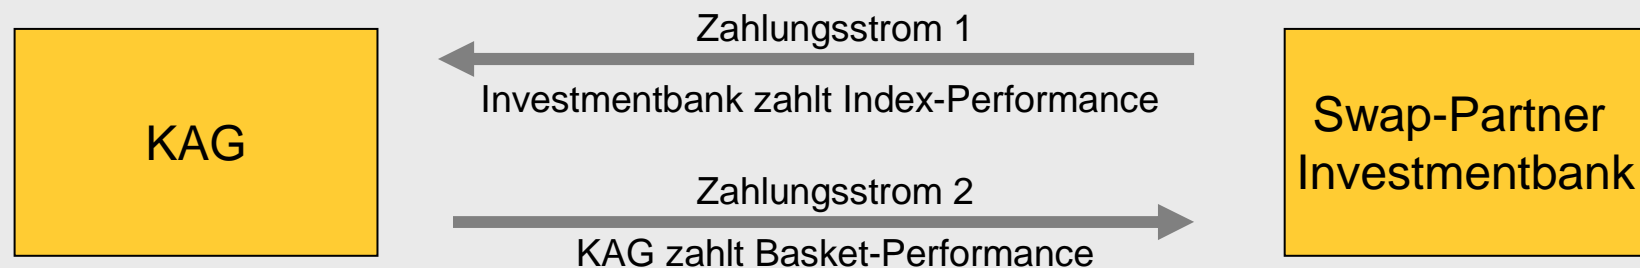 KAG
Zahlungsstrom 1
Investmentbank zahlt Index-Performance
Zahlungsstrom 2
KAG zahlt Basket-Performance
Swap-Partner
Investmentbank